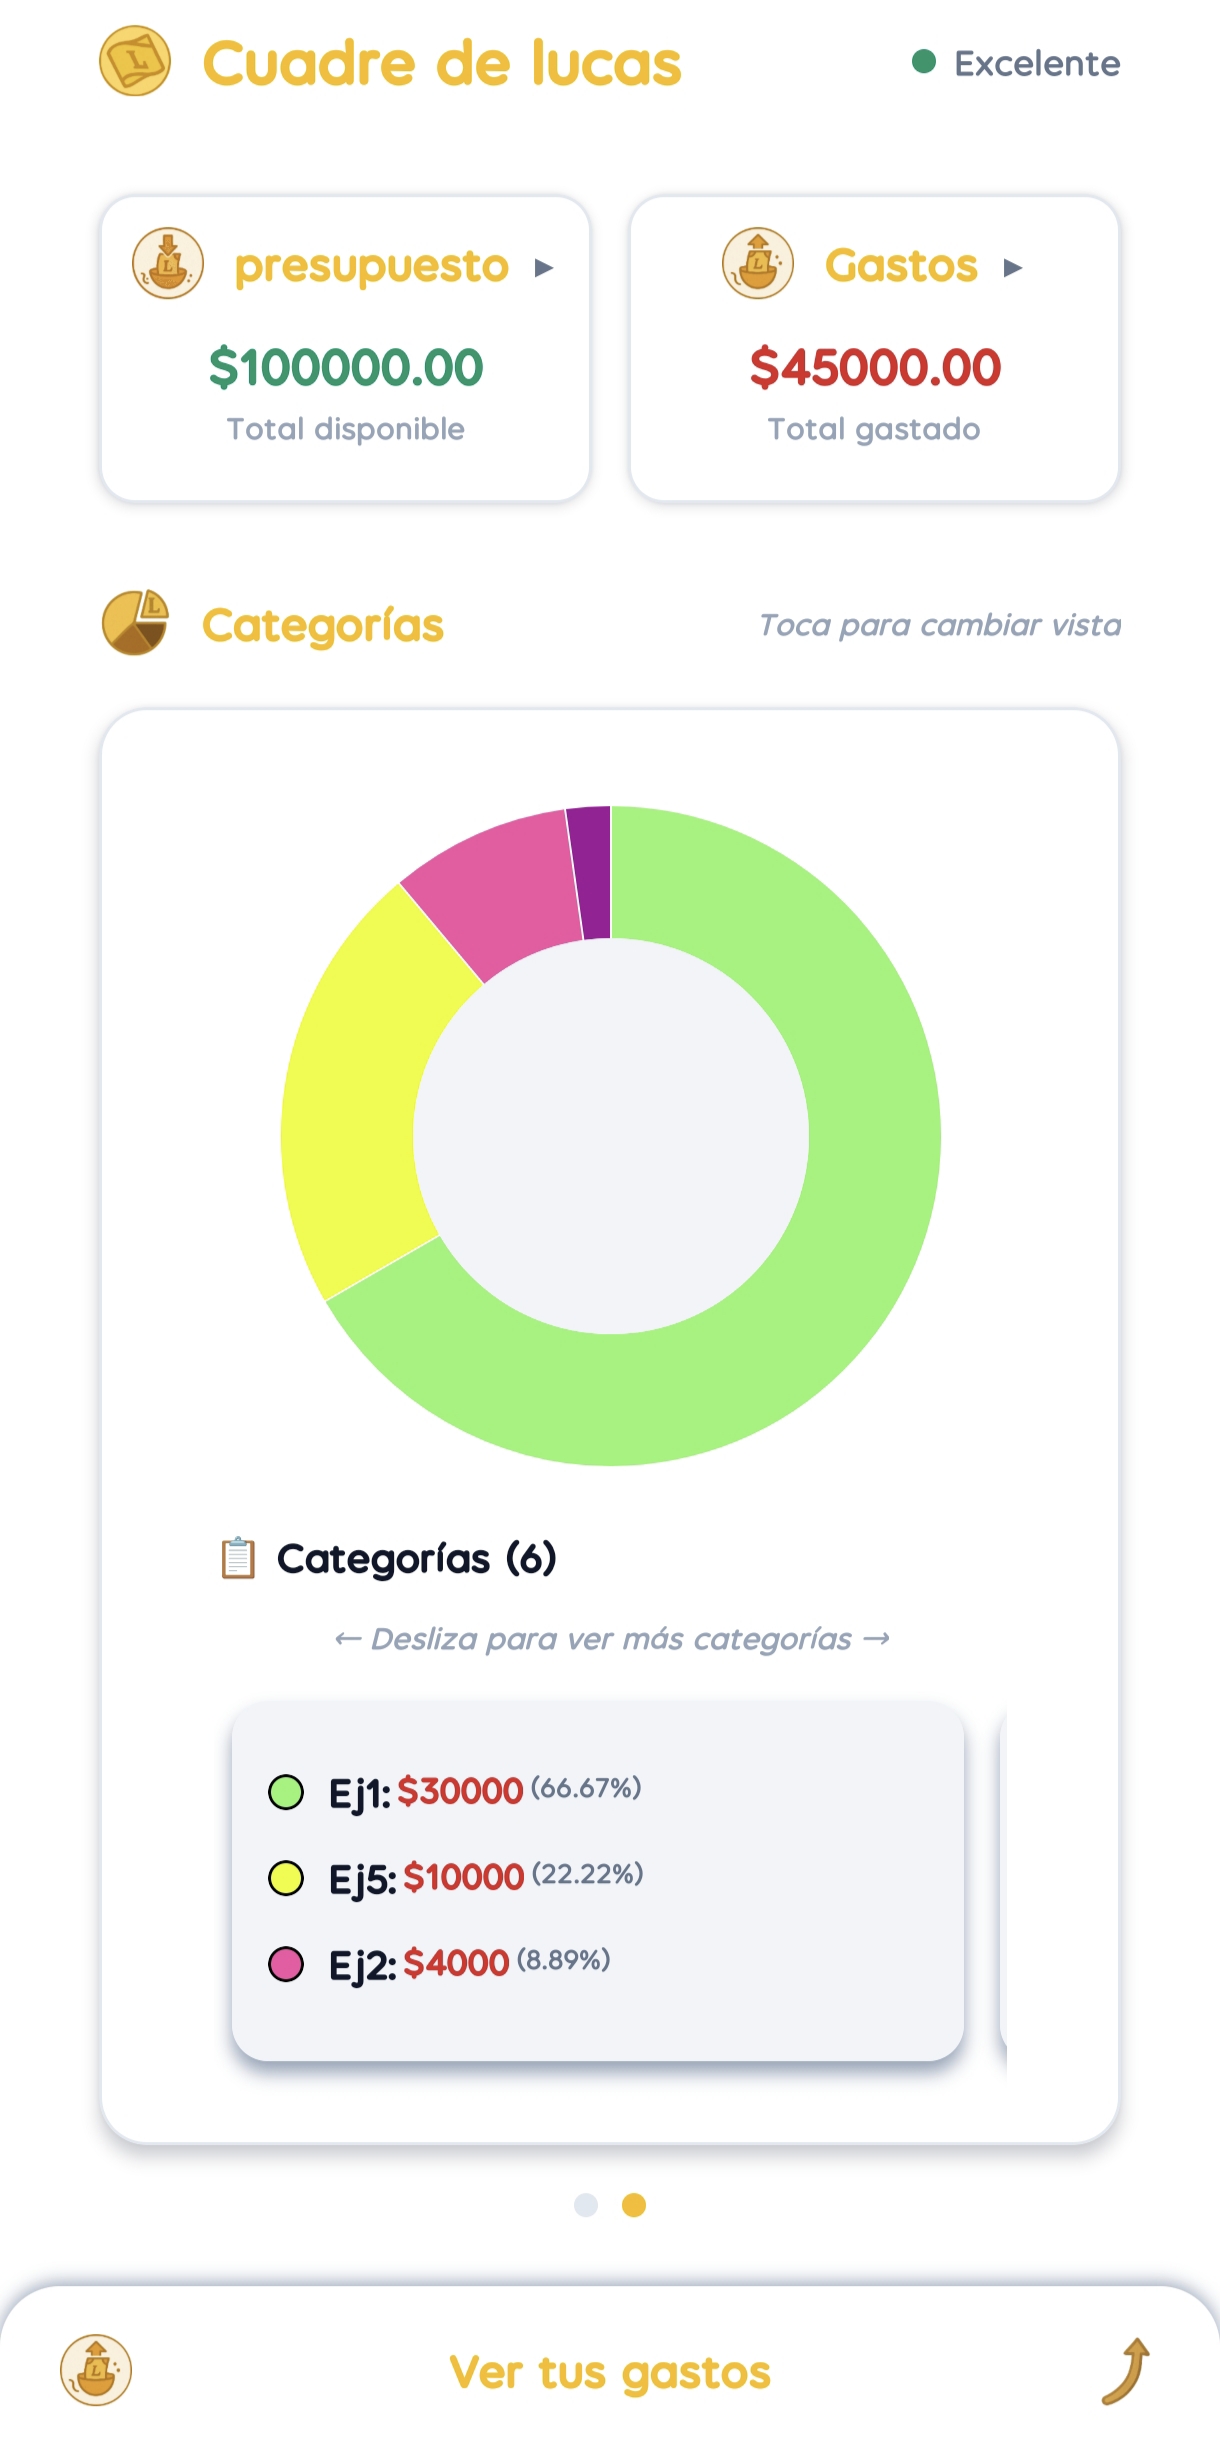 Cuadre de lucas
Excelente
presupuesto ▸
$100000.00
Total disponible
Gastos ▸
$45000.00
Total gastado
Categorías
Toca para cambiar vista
Categorías (6)
← Desliza para ver más categorías →
Ej1: $30000 (66.67%)
Ej5: $10000 (22.22%)
Ej2: $4000 (8.89%)
Ver tus gastos